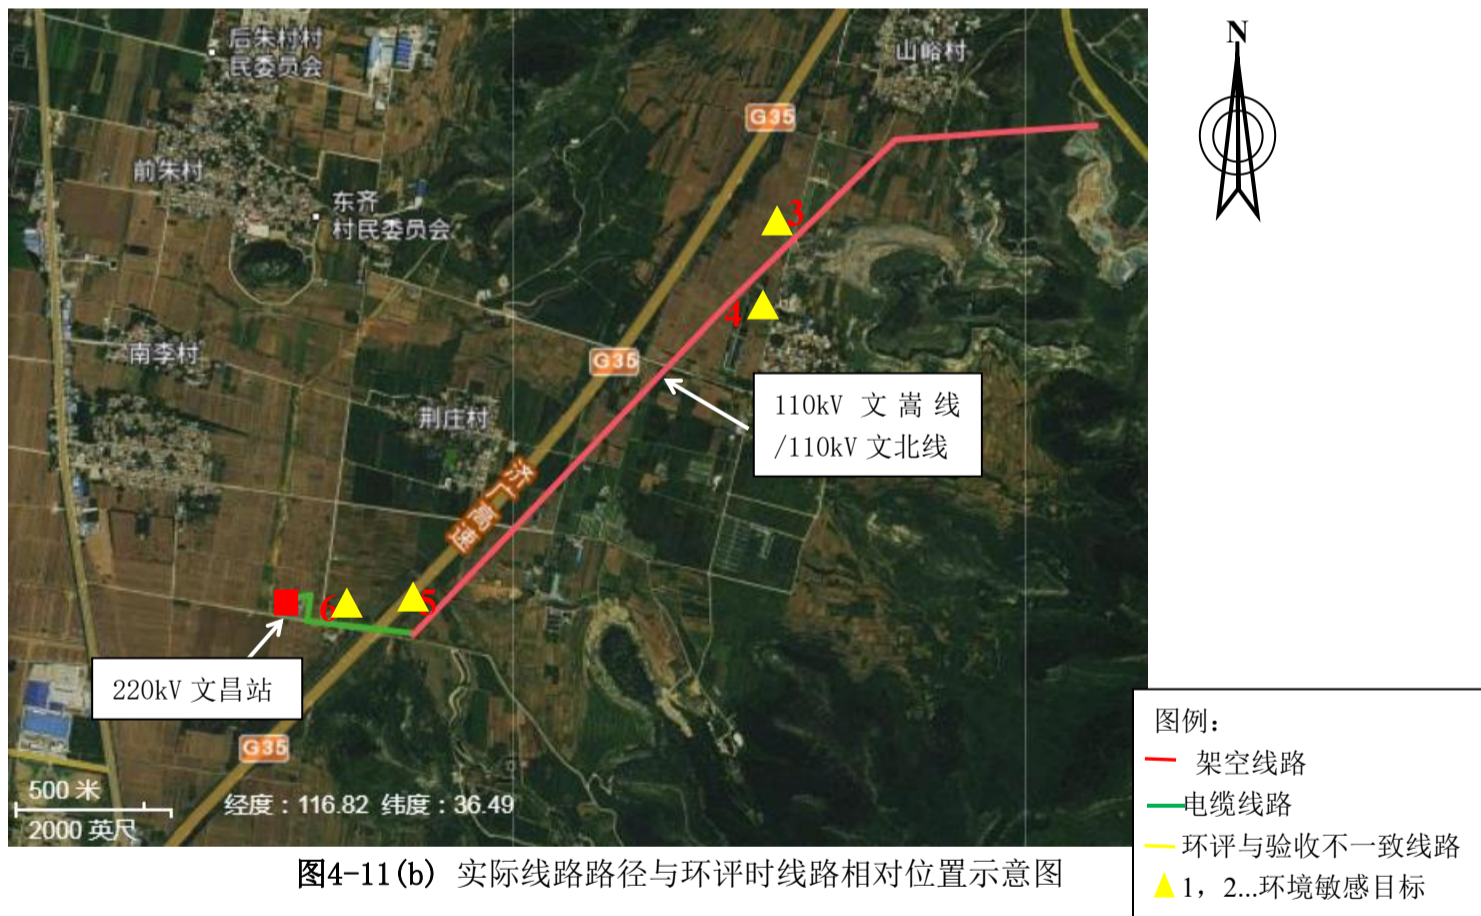 后朱村村
民委员会
山峪村
N
G35
前朱村
东齐
村民委员会
3
4
G35
南李村
荆庄村
110kV 文嵩线
/110kV 文北线
济广高速
6
5
220kV 文昌站
G35
500 米
2000 英尺
经度：116.82 纬度：36.49
图例：
架空线路
电缆线路
环评与验收不一致线路
1，2...环境敏感目标
图4-11(b) 实际线路路径与环评时线路相对位置示意图